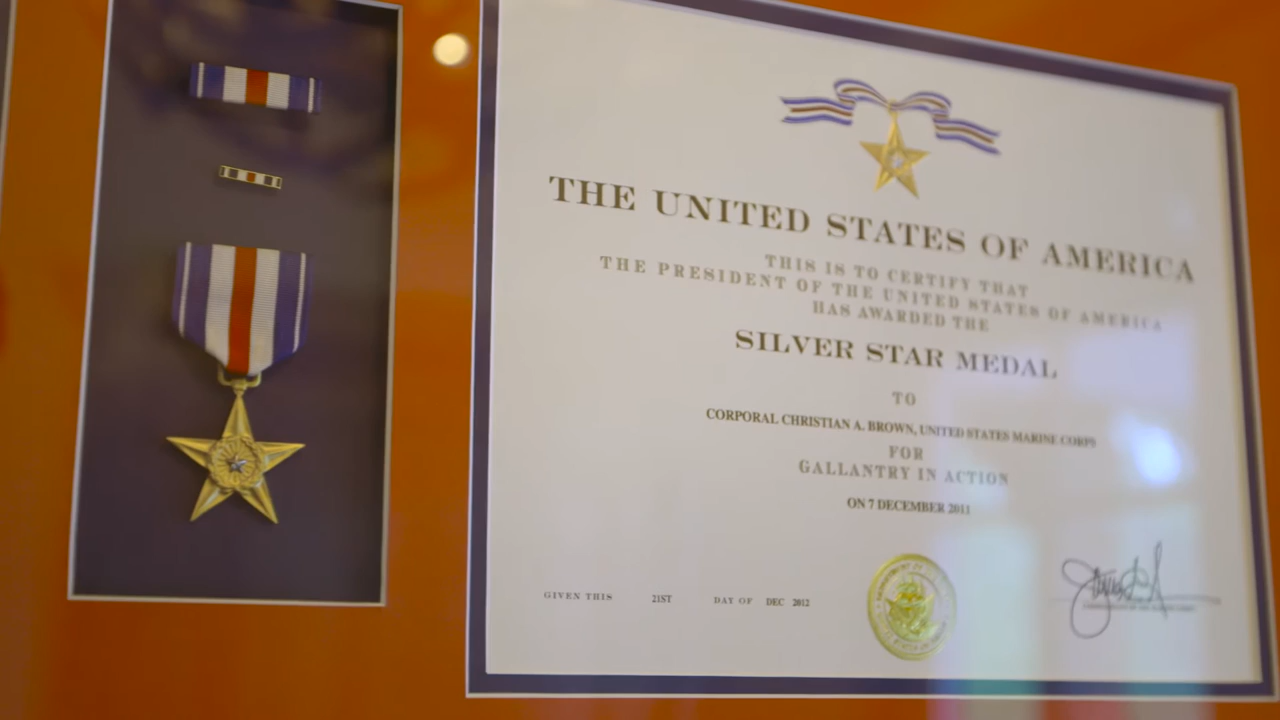 THE UNITED STATES OF AMERICA
THIS IS TO CERTIFY THAT
THE PRESIDENT OF THE UNITED STATES OF AMERICA
HAS AWARDED THE
SILVER STAR MEDAL
TO
CORPORAL CHRISTIAN A. BROWN, UNITED STATES MARINE CORPS
FOR
GALLANTRY IN ACTION
ON 7 DECEMBER 2011
GIVEN THIS 21ST DAY OF DEC 2012